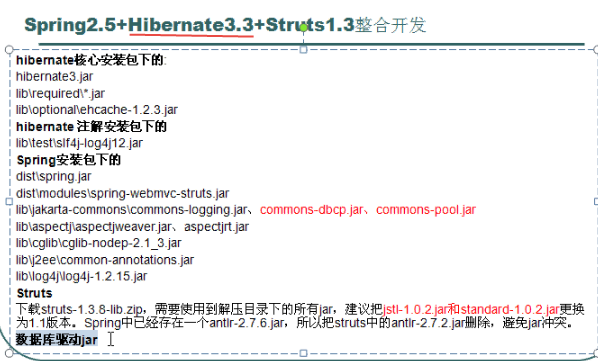 Spring2.5+Hibernate3.3+Struts1.3整合开发
hibernate核心安装包下的:
hibernate3.jar
lib\required\*.jar
lib\optional\ehcache-1.2.3.jar
hibernate 注解安装包下的
lib\test\slf4j-log4j12.jar
Spring安装包下的
dist\spring.jar
dist\modules\spring-webmvc-struts.jar
lib\jakarta-commons\commons-logging.jar、commons-dbcp.jar、commons-pool.jar
lib\aspectj\aspectjweaver.jar、aspectjrt.jar
lib\cglib\cglib-nodep-2.1_3.jar
lib\j2ee\common-annotations.jar
lib\log4j\log4j-1.2.15.jar
Struts
下载struts-1.3.8-lib.zip，需要使用到解压目录下的所有jar，建议把jstl-1.0.2.jar和standard-1.0.2.jar更换
为1.1版本。Spring中已经存在一个antlr-2.7.6.jar，所以把struts中的antlr-2.7.2.jar删除，避免jar冲突。
数据库驱动jar